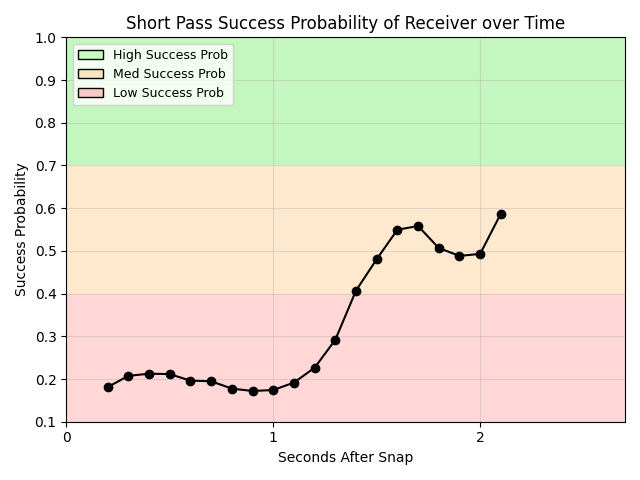 Short Pass Success Probability of Receiver over Time
High Success Prob
Med Success Prob
Low Success Prob
Success Probability
1.0
0.9
0.8
0.7
0.6
0.5
0.4
0.3
0.2
0.1
0 1 2
Seconds After Snap